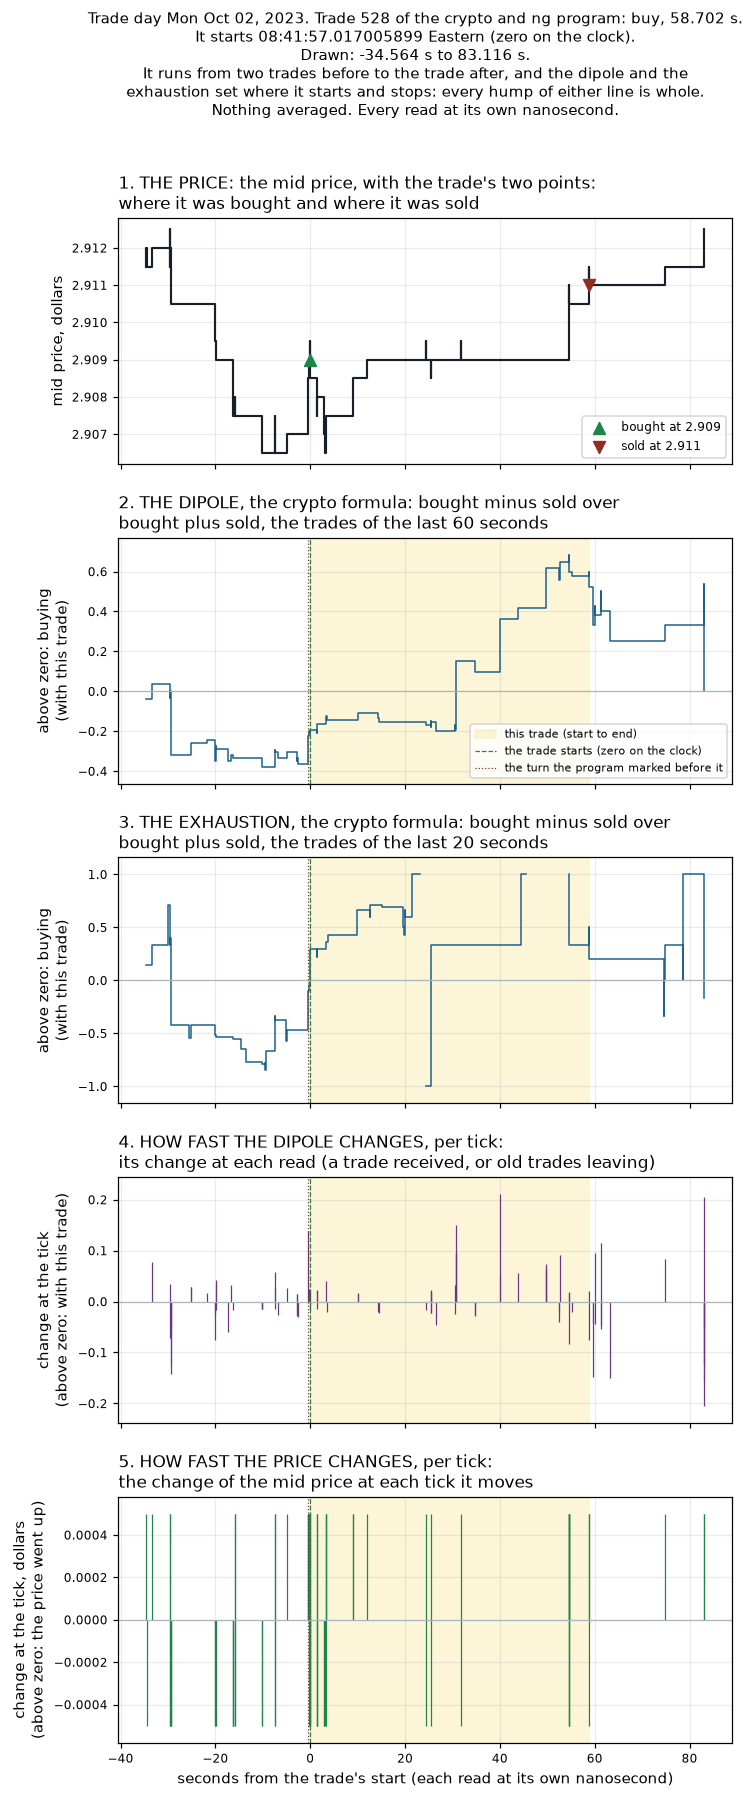 Trade day Mon Oct 02, 2023. Trade 528 of the crypto and ng program: buy, 58.702 s.
It starts 08:41:57.017005899 Eastern (zero on the clock).
Drawn: -34.564 s to 83.116 s.
It runs from two trades before to the trade after, and the dipole and the
exhaustion set where it starts and stops: every hump of either line is whole.
Nothing averaged. Every read at its own nanosecond.
1. THE PRICE: the mid price, with the trade's two points:
where it was bought and where it was sold
mid price, dollars
2.912
2.911
2.910
2.909
2.908
2.907
bought at 2.909
sold at 2.911
2. THE DIPOLE, the crypto formula: bought minus sold over
bought plus sold, the trades of the last 60 seconds
above zero: buying
(with this trade)
0.6
0.4
0.2
0.0
−0.2
−0.4
this trade (start to end)
the trade starts (zero on the clock)
the turn the program marked before it
3. THE EXHAUSTION, the crypto formula: bought minus sold over
bought plus sold, the trades of the last 20 seconds
above zero: buying
(with this trade)
1.0
0.5
0.0
−0.5
−1.0
4. HOW FAST THE DIPOLE CHANGES, per tick:
its change at each read (a trade received, or old trades leaving)
change at the tick
(above zero: with this trade)
0.2
0.1
0.0
−0.1
−0.2
5. HOW FAST THE PRICE CHANGES, per tick:
the change of the mid price at each tick it moves
change at the tick, dollars
(above zero: the price went up)
0.0004
0.0002
0.0000
−0.0002
−0.0004
−40 −20 0 20 40 60 80
seconds from the trade's start (each read at its own nanosecond)